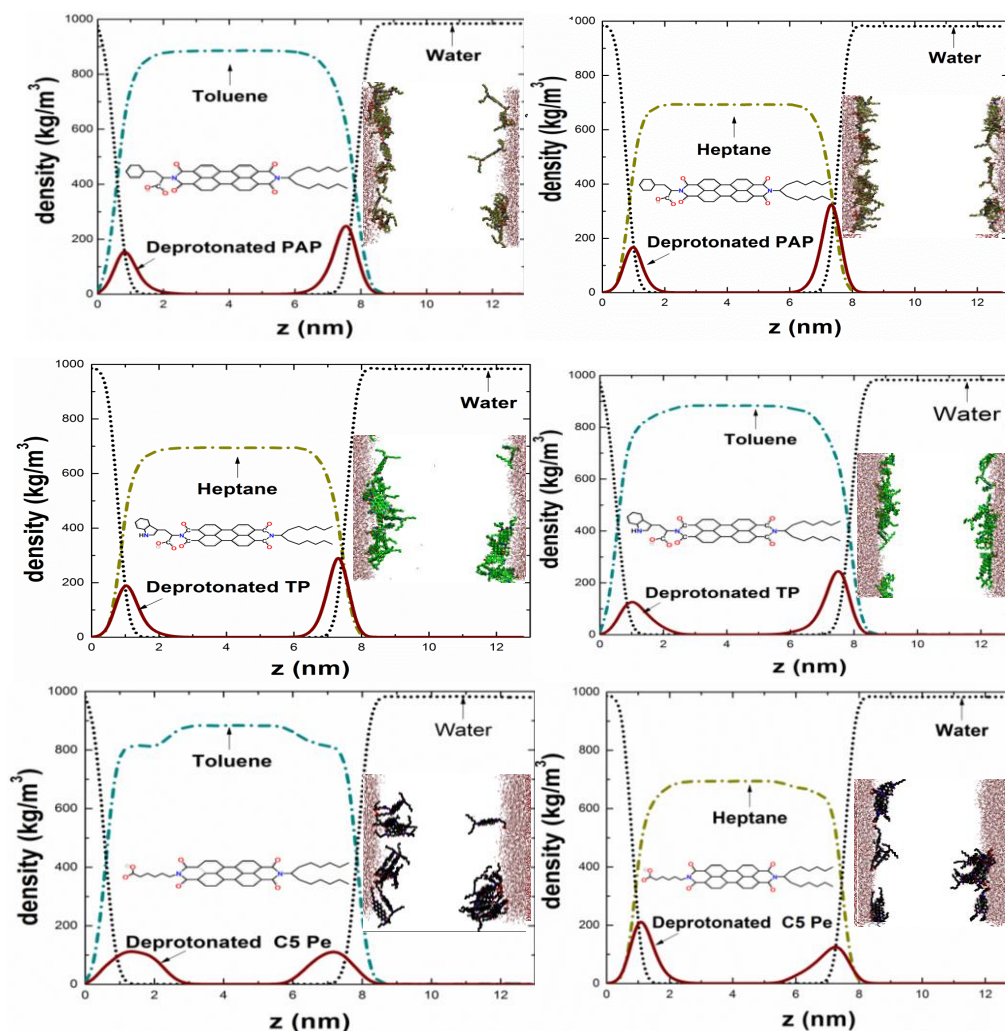 1000
Water
800
Toluene
600
density (kg/m³)
400
O O
N N
O O O O
200
Deprotonated PAP
0
0 2 4 6 8 10 12
z (nm)
1000
Water
800
600
Heptane
density (kg/m³)
400
O O
N N
O O O O
200
Deprotonated PAP
0
0 2 4 6 8 10 12
z (nm)
1000
Water
800
600
Heptane
density (kg/m³)
400
O O
HN N N
O O O O
200
Deprotonated TP
0
0 2 4 6 8 10 12
z (nm)
1000
Water
800
Toluene
600
density (kg/m³)
400
O O
HN N N
O O O O
200
Deprotonated TP
0
0 2 4 6 8 10 12
z (nm)
1000
Water
800
Toluene
600
density (kg/m³)
400
O O O
O N N
O O
200
Deprotonated C5 Pe
0
0 2 4 6 8 10 12
z (nm)
1000
Water
800
600
Heptane
density (kg/m³)
400
O O O
O N N
O O
200
Deprotonated C5 Pe
0
0 2 4 6 8 10 12
z (nm)